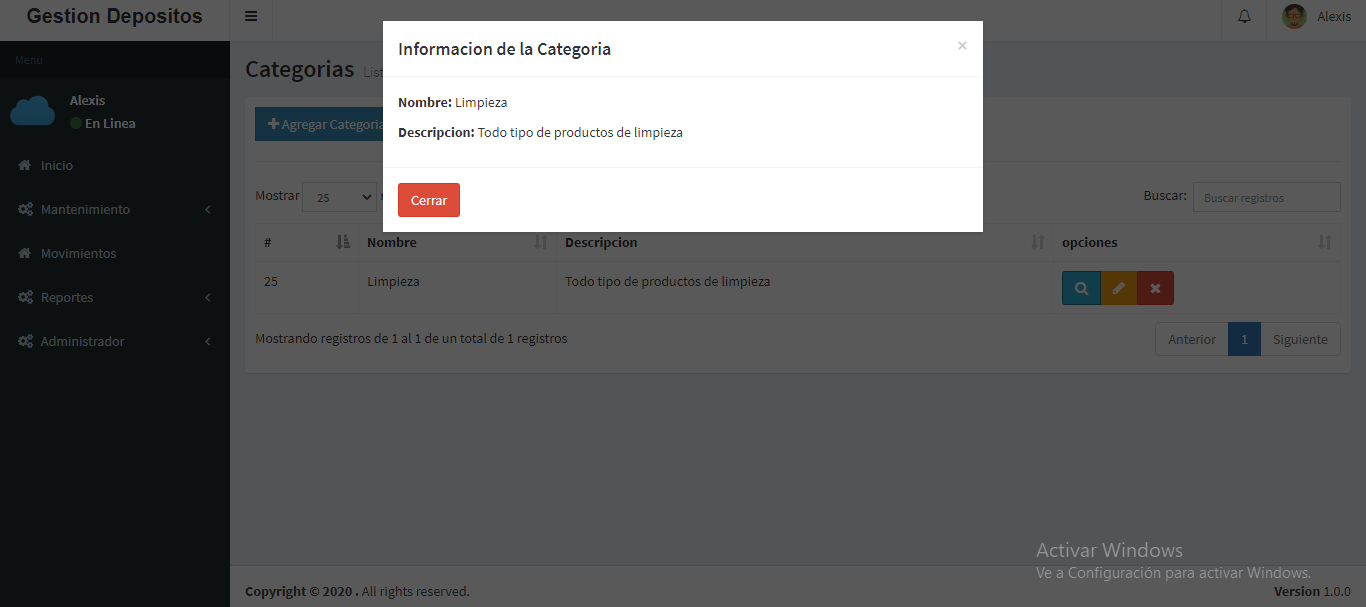 Gestion Depositos
Alexis
Menu
Alexis
En Linea
Inicio
Mantenimiento
Movimientos
Reportes
Administrador
Informacion de la Categoria ×
Nombre: Limpieza
Descripcion: Todo tipo de productos de limpieza
Cerrar
Categorias
Agregar Categoria
Mostrar 25
Buscar: Buscar registros
# Nombre Descripcion opciones
25 Limpieza Todo tipo de productos de limpieza
Mostrando registros de 1 al 1 de un total de 1 registros
Anterior 1 Siguiente
Activar Windows
Ve a Configuración para activar Windows.
Copyright © 2020 . All rights reserved.
Version 1.0.0